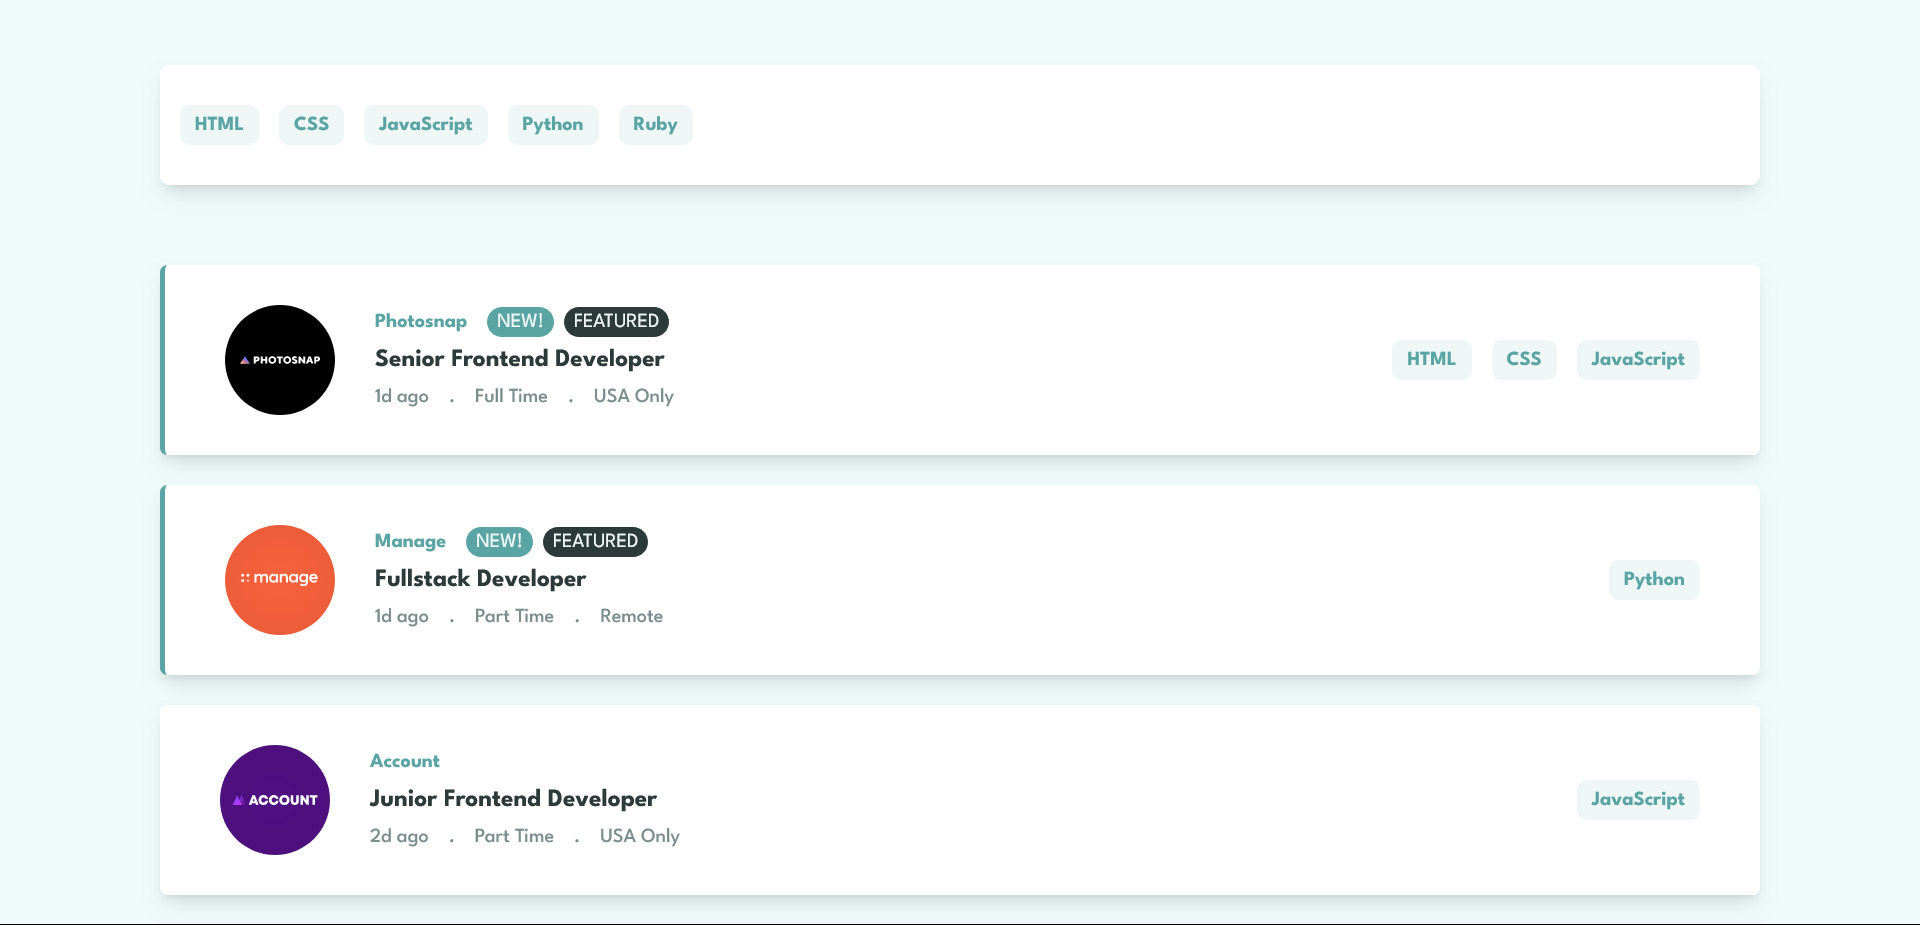 HTML CSS JavaScript Python Ruby
PHOTOSNAP
Photosnap NEW! FEATURED
Senior Frontend Developer
1d ago . Full Time . USA Only
HTML CSS JavaScript
manage
Manage NEW! FEATURED
Fullstack Developer
1d ago . Part Time . Remote
Python
ACCOUNT
Account
Junior Frontend Developer
2d ago . Part Time . USA Only
JavaScript